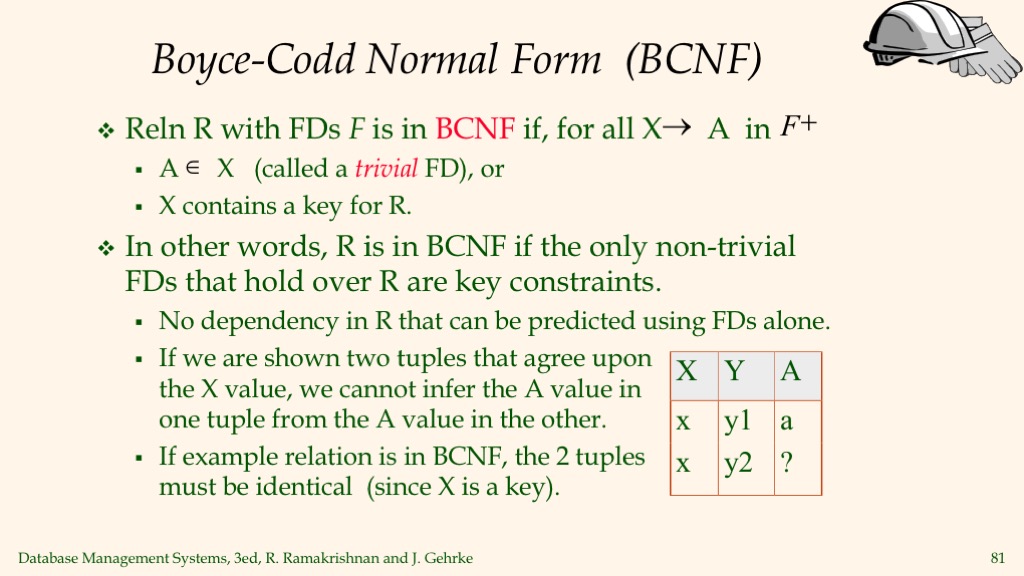 Boyce-Codd Normal Form (BCNF)
❖ Reln R with FDs F is in BCNF if, for all X→ A in F+
▪ A ∈ X (called a trivial FD), or
▪ X contains a key for R.
❖ In other words, R is in BCNF if the only non-trivial
FDs that hold over R are key constraints.
▪ No dependency in R that can be predicted using FDs alone.
▪ If we are shown two tuples that agree upon
the X value, we cannot infer the A value in
one tuple from the A value in the other.
▪ If example relation is in BCNF, the 2 tuples
must be identical (since X is a key).
X Y A
x y1 a
x y2 ?
Database Management Systems, 3ed, R. Ramakrishnan and J. Gehrke 81